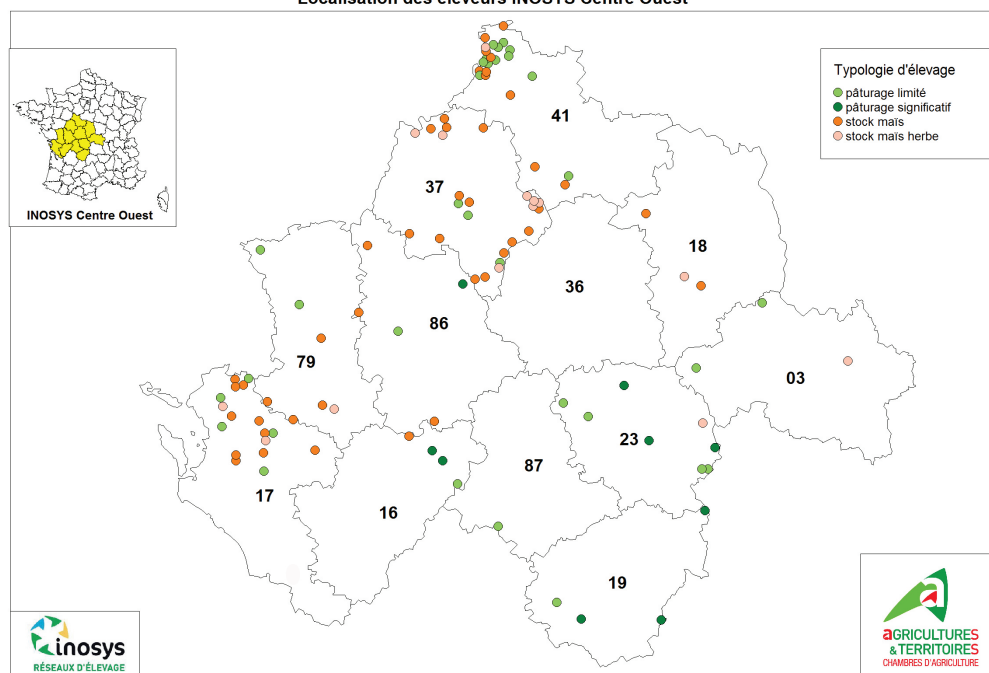 Localisation des éleveurs INOSYS Centre Ouest
INOSYS Centre Ouest
Typologie d'élevage
pâturage limité
pâturage significatif
stock maïs
stock maïs herbe
41
37
18
36
86
79
03
23
87
17
16
19
inosys
RÉSEAUX D'ÉLEVAGE
a
aGRICULTURES
& TERRITOIRES
CHAMBRES D'AGRICULTURE